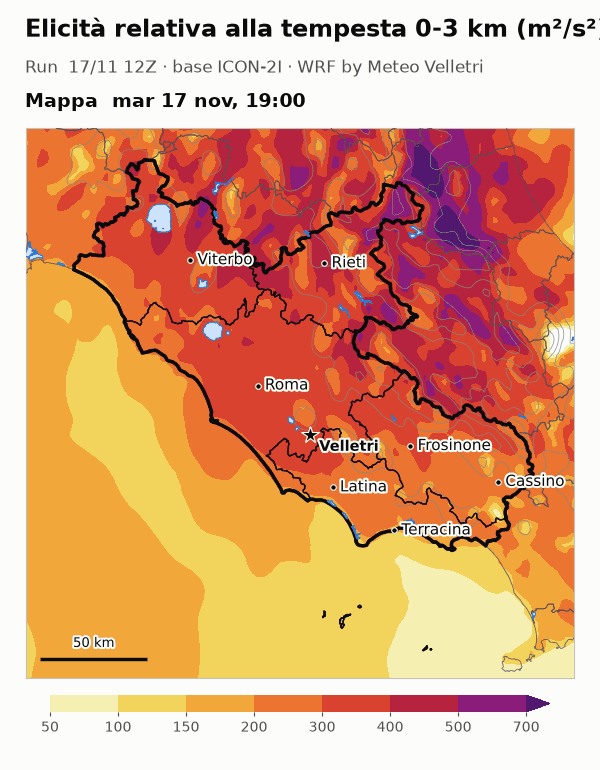 Elicità relativa alla tempesta 0-3 km (m²/s²)
Run 17/11 12Z · base ICON-2I · WRF by Meteo Velletri
Mappa mar 17 nov, 19:00
Viterbo
Rieti
Roma
Velletri
Frosinone
Latina
Cassino
Terracina
50 km
50 100 150 200 300 400 500 700